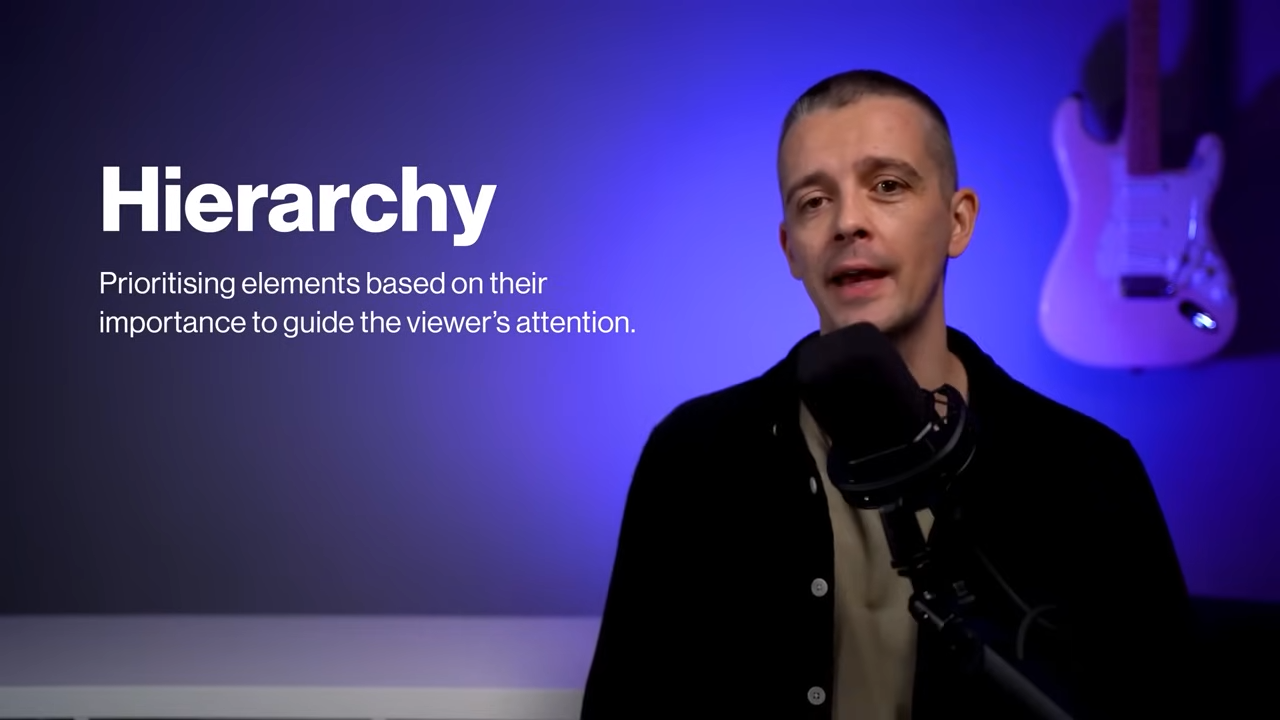 Hierarchy
Prioritising elements based on their
importance to guide the viewer’s attention.